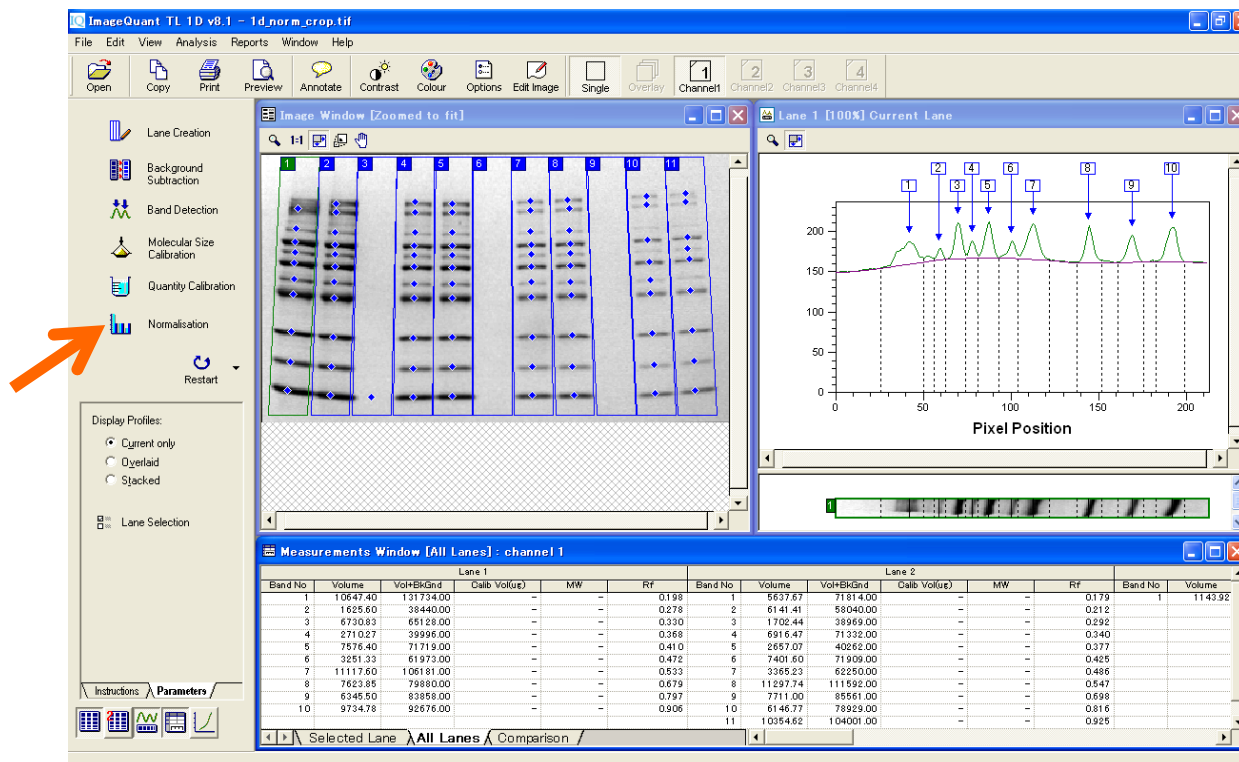 IQ ImageQuant TL 1D v8.1 - 1d_norm_crop.tif
File Edit View Analysis Reports Window Help
Open Copy Print Preview Annotate Contrast Colour Options Edit Image Single Overlay Channel1 Channel2 Channel3 Channel4
1 2 3 4
Lane Creation
Background
Subtraction
Band Detection
Molecular Size
Calibration
Quantity Calibration
Normalisation
Restart
Display Profiles:
Current only
Overlaid
Stacked
Lane Selection
Instructions Parameters
Image Window [Zoomed to fit]
1:1
1 2 3 4 5 6 7 8 9 10 11
Lane 1 [100%] Current Lane
2 4 6 8 10
1 3 5 7 9
200
150
100
50
0
0 50 100 150 200
Pixel Position
1
Measurements Window [All Lanes] : channel 1
Lane 1 Lane 2
Band No Volume Vol+BkGnd Calib Vol(ug) MW Rf Band No Volume Vol+BkGnd Calib Vol(ug) MW Rf Band No Volume
1 10647.40 131734.00 - - 0.198 1 5637.67 71814.00 - - 0.179 1 1143.92
2 1625.60 38440.00 - - 0.278 2 6141.41 58040.00 - - 0.212
3 6730.83 65128.00 - - 0.330 3 1702.44 38969.00 - - 0.292
4 2710.27 39996.00 - - 0.368 4 6916.47 71332.00 - - 0.340
5 7576.40 71719.00 - - 0.410 5 2657.07 40262.00 - - 0.377
6 3251.33 61973.00 - - 0.472 6 7401.60 71909.00 - - 0.425
7 11117.60 106181.00 - - 0.533 7 3365.23 62250.00 - - 0.486
8 7623.85 79880.00 - - 0.679 8 11297.74 111592.00 - - 0.547
9 6345.50 83858.00 - - 0.797 9 7711.00 85561.00 - - 0.698
10 9734.78 92676.00 - - 0.906 10 6146.77 78929.00 - - 0.816
11 10354.62 104001.00 - - 0.925
Selected Lane All Lanes Comparison